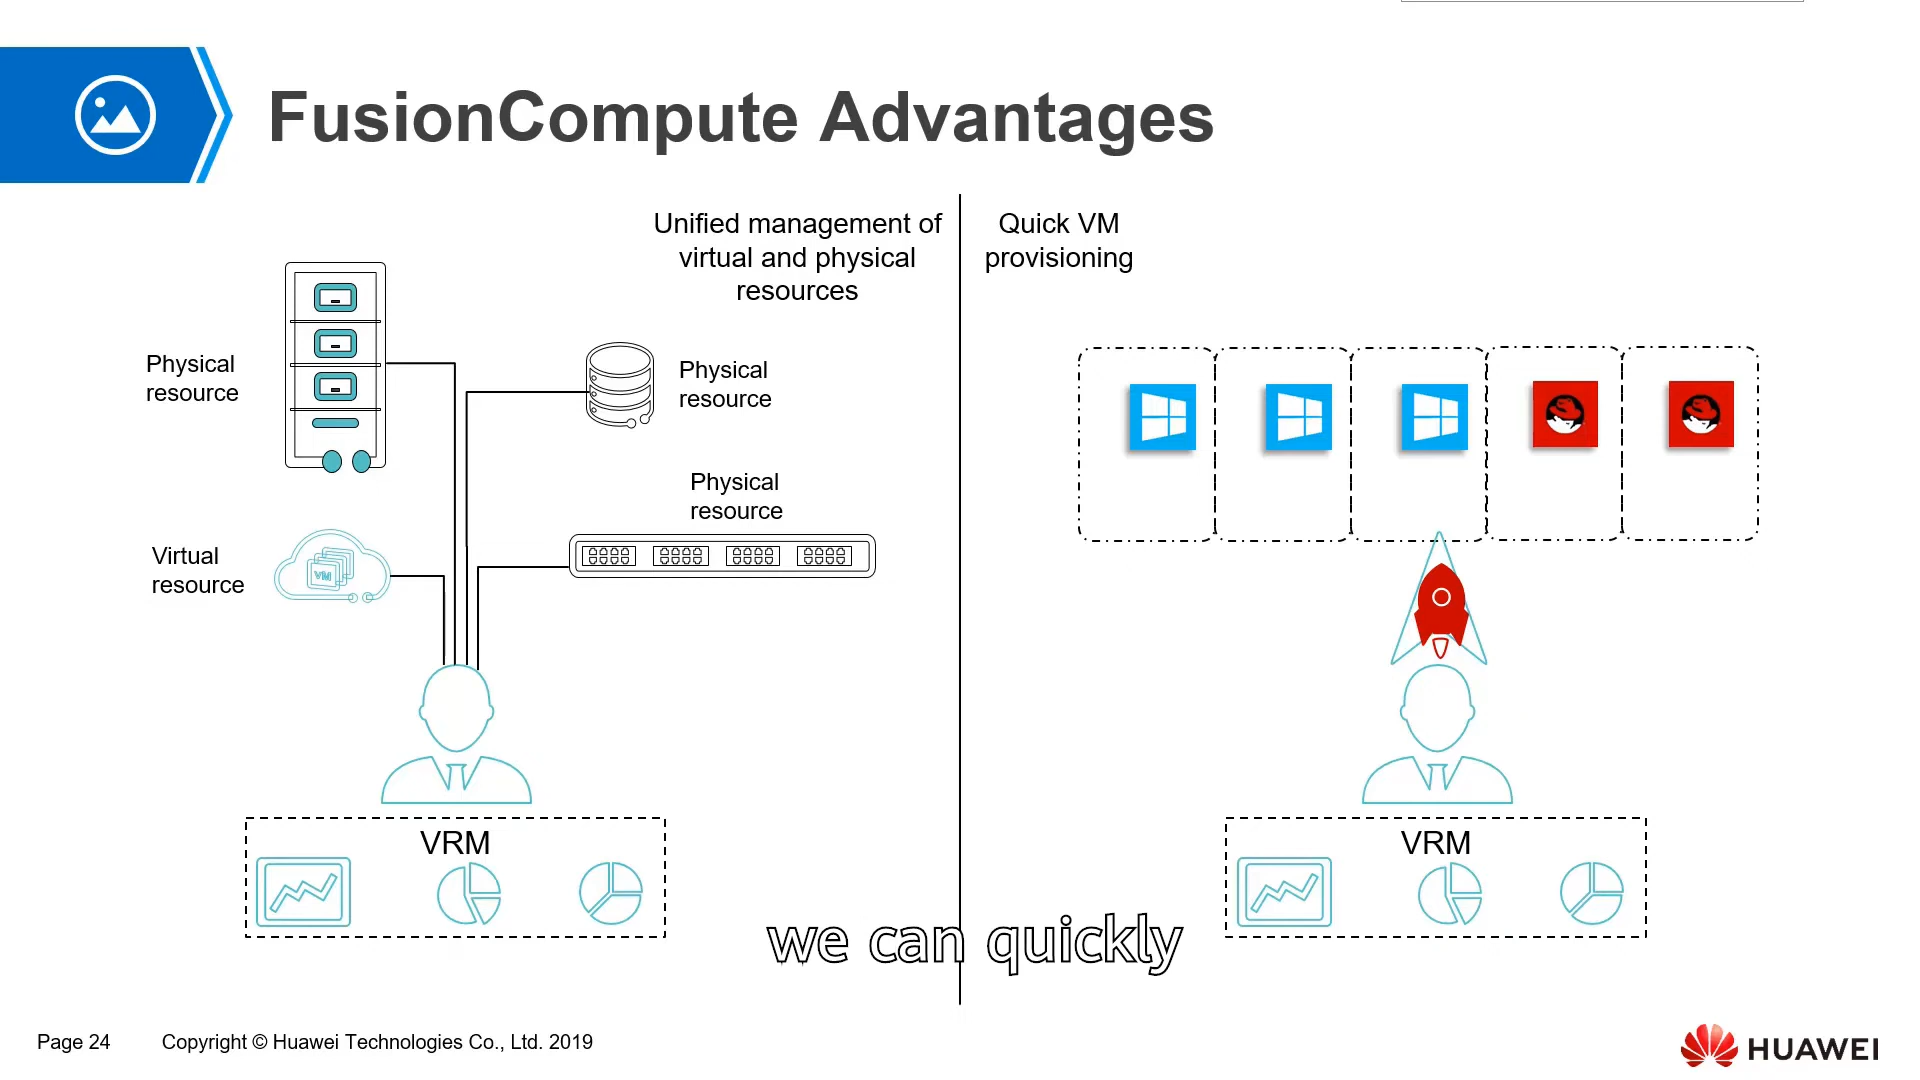 FusionCompute Advantages
Unified management of
virtual and physical
resources
Quick VM
provisioning
Physical
resource
Physical
resource
Physical
resource
Virtual
resource
VM
VRM
VRM
we can quickly
Page 24
Copyright © Huawei Technologies Co., Ltd. 2019
HUAWEI